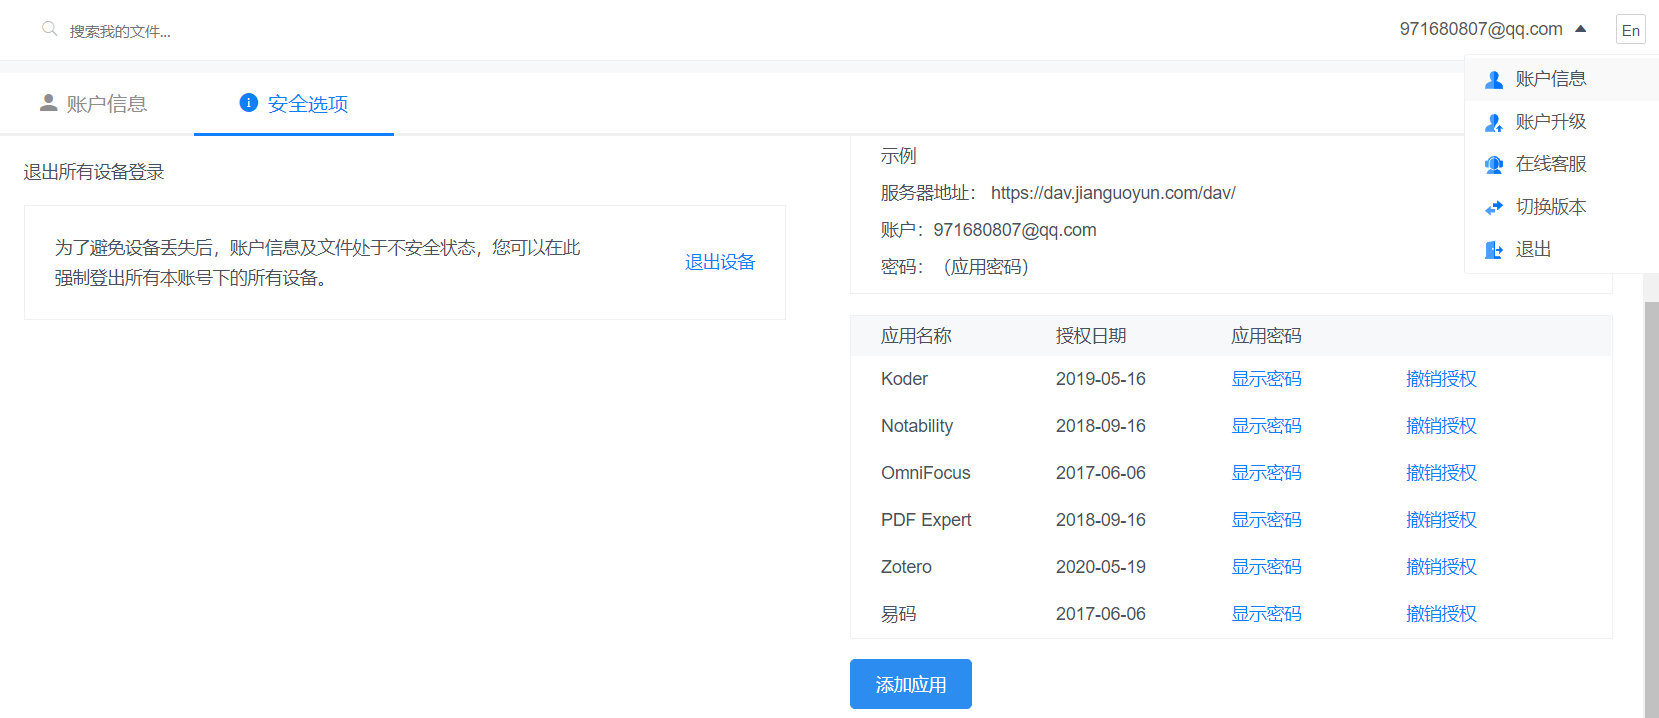 搜索我的文件...
971680807@qq.com
En
账户信息
安全选项
账户信息
账户升级
在线客服
切换版本
退出
退出所有设备登录
为了避免设备丢失后，账户信息及文件处于不安全状态，您可以在此
强制登出所有本账号下的所有设备。
退出设备
示例
服务器地址： https://dav.jianguoyun.com/dav/
账户：971680807@qq.com
密码：（应用密码）
应用名称 授权日期 应用密码
Koder 2019-05-16 显示密码 撤销授权
Notability 2018-09-16 显示密码 撤销授权
OmniFocus 2017-06-06 显示密码 撤销授权
PDF Expert 2018-09-16 显示密码 撤销授权
Zotero 2020-05-19 显示密码 撤销授权
易码 2017-06-06 显示密码 撤销授权
添加应用